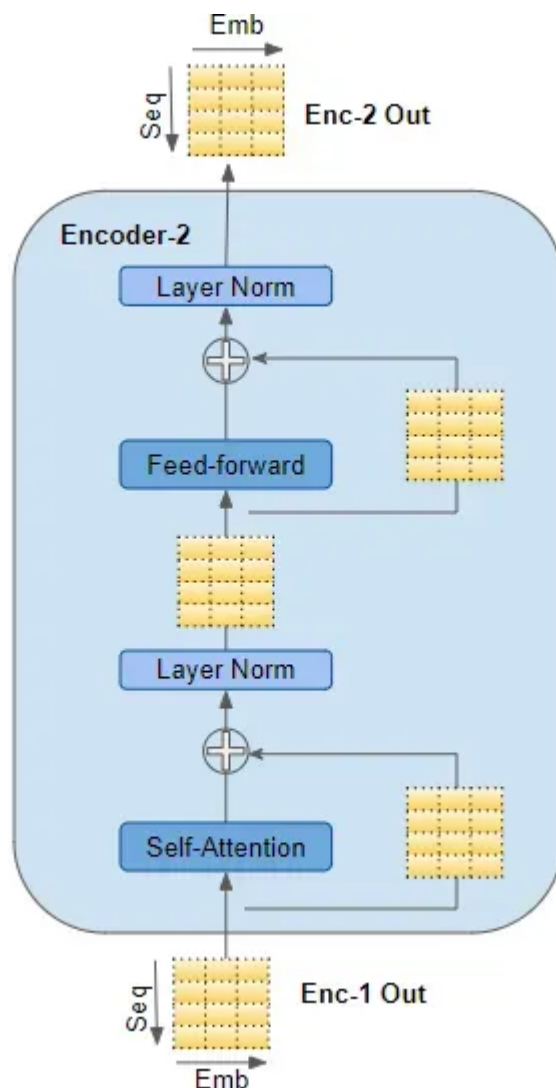 Emb
Seq
Enc-2 Out
Encoder-2
Layer Norm
Feed-forward
Layer Norm
Self-Attention
Seq
Enc-1 Out
Emb